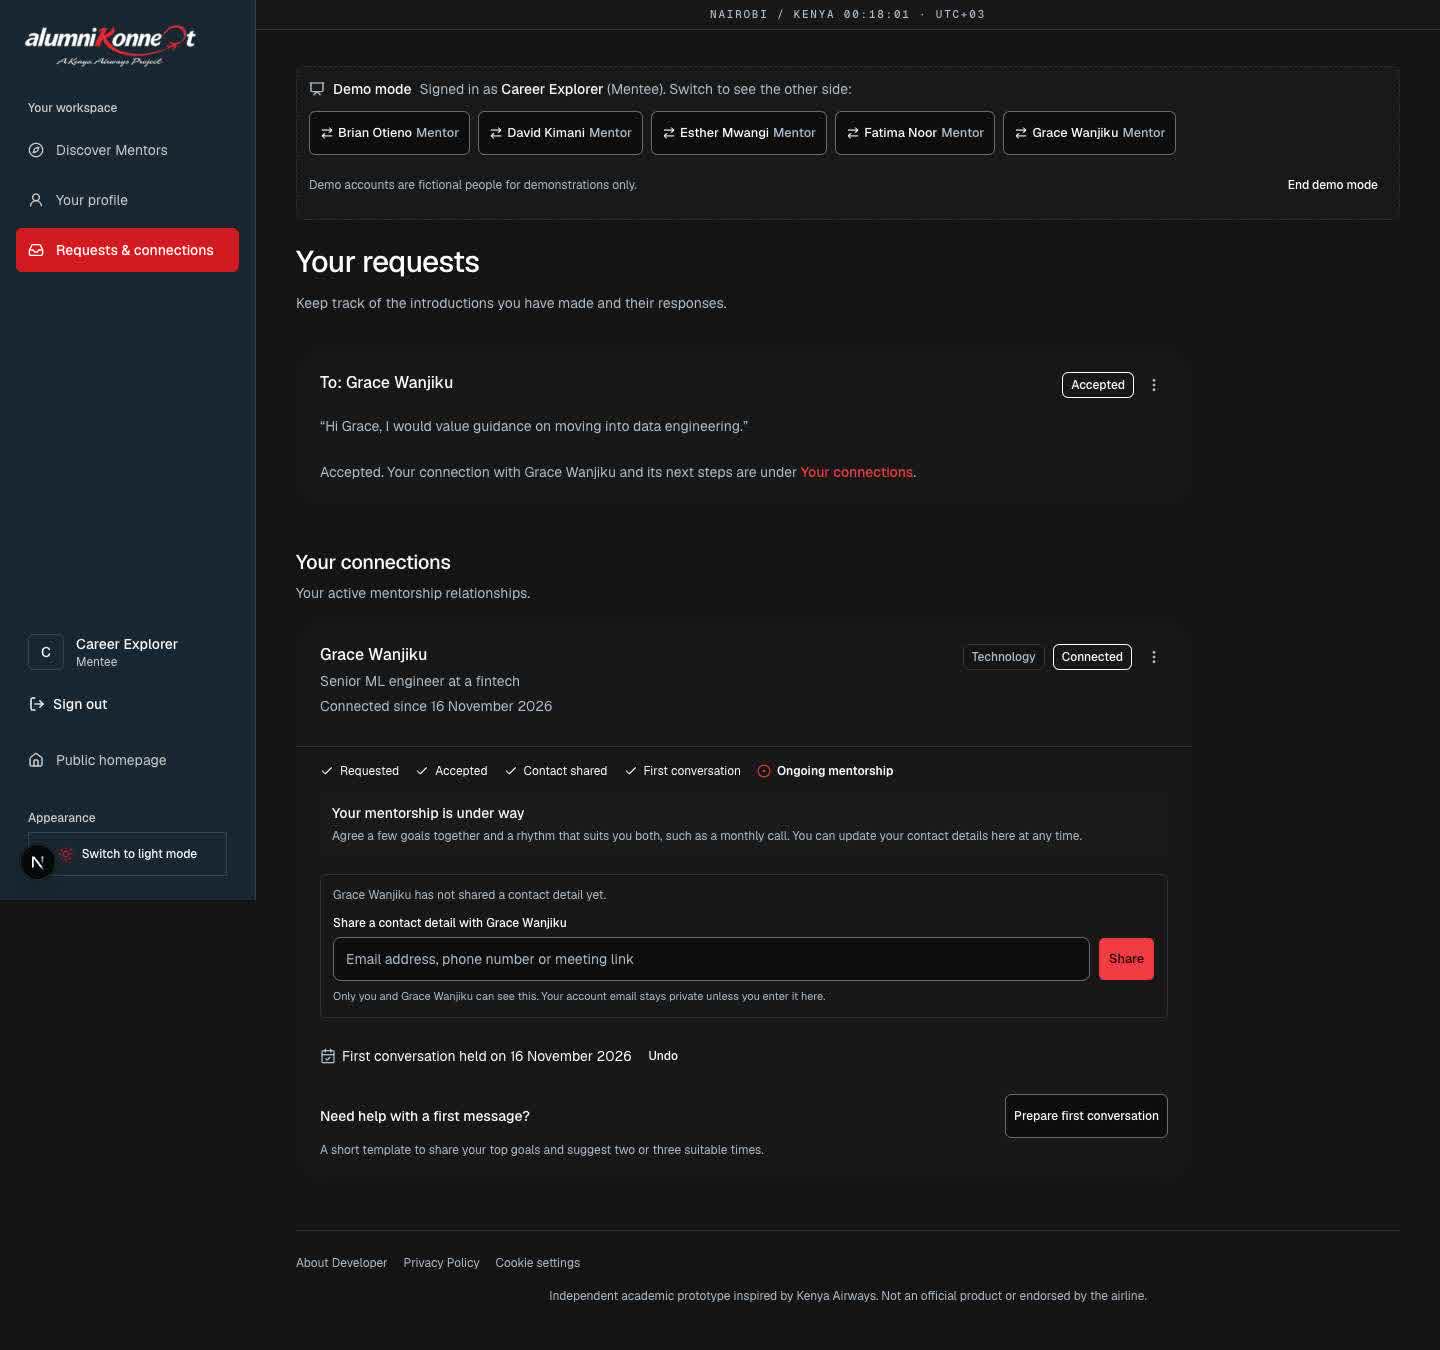 alumniKonnect
A Kenya Airways Project
NAIROBI / KENYA 00:18:01 · UTC+03
Your workspace
Discover Mentors
Your profile
Requests & connections
Career Explorer
C
Mentee
Sign out
Public homepage
Appearance
N
Switch to light mode
Demo mode Signed in as Career Explorer (Mentee). Switch to see the other side:
Brian Otieno Mentor
David Kimani Mentor
Esther Mwangi Mentor
Fatima Noor Mentor
Grace Wanjiku Mentor
Demo accounts are fictional people for demonstrations only.
End demo mode
Your requests
Keep track of the introductions you have made and their responses.
To: Grace Wanjiku
Accepted
“Hi Grace, I would value guidance on moving into data engineering.”
Accepted. Your connection with Grace Wanjiku and its next steps are under Your connections.
Your connections
Your active mentorship relationships.
Grace Wanjiku
Technology
Connected
Senior ML engineer at a fintech
Connected since 16 November 2026
Requested
Accepted
Contact shared
First conversation
Ongoing mentorship
Your mentorship is under way
Agree a few goals together and a rhythm that suits you both, such as a monthly call. You can update your contact details here at any time.
Grace Wanjiku has not shared a contact detail yet.
Share a contact detail with Grace Wanjiku
Email address, phone number or meeting link
Share
Only you and Grace Wanjiku can see this. Your account email stays private unless you enter it here.
First conversation held on 16 November 2026
Undo
Need help with a first message?
Prepare first conversation
A short template to share your top goals and suggest two or three suitable times.
About Developer
Privacy Policy
Cookie settings
Independent academic prototype inspired by Kenya Airways. Not an official product or endorsed by the airline.